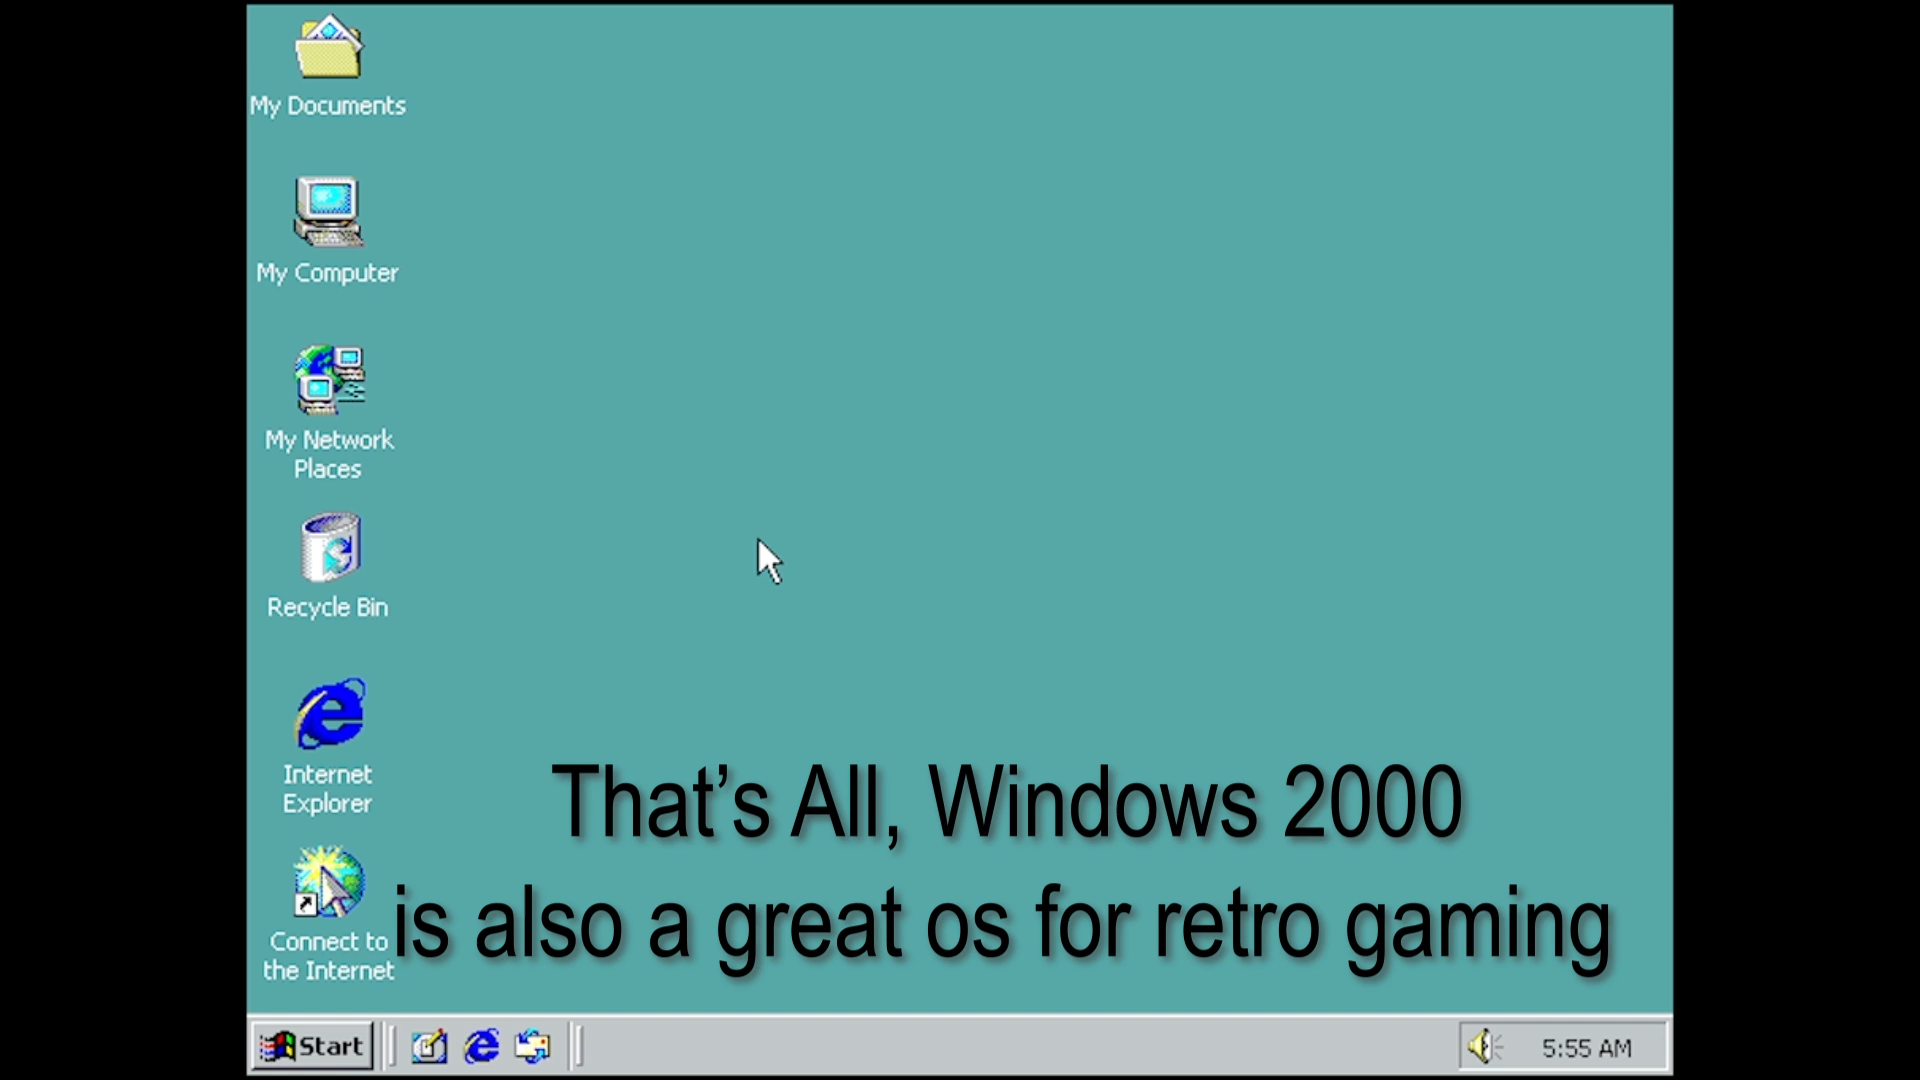 My Documents
My Computer
My Network
Places
Recycle Bin
Internet
Explorer
Connect to
the Internet
That’s All, Windows 2000
is also a great os for retro gaming
Start
5:55 AM